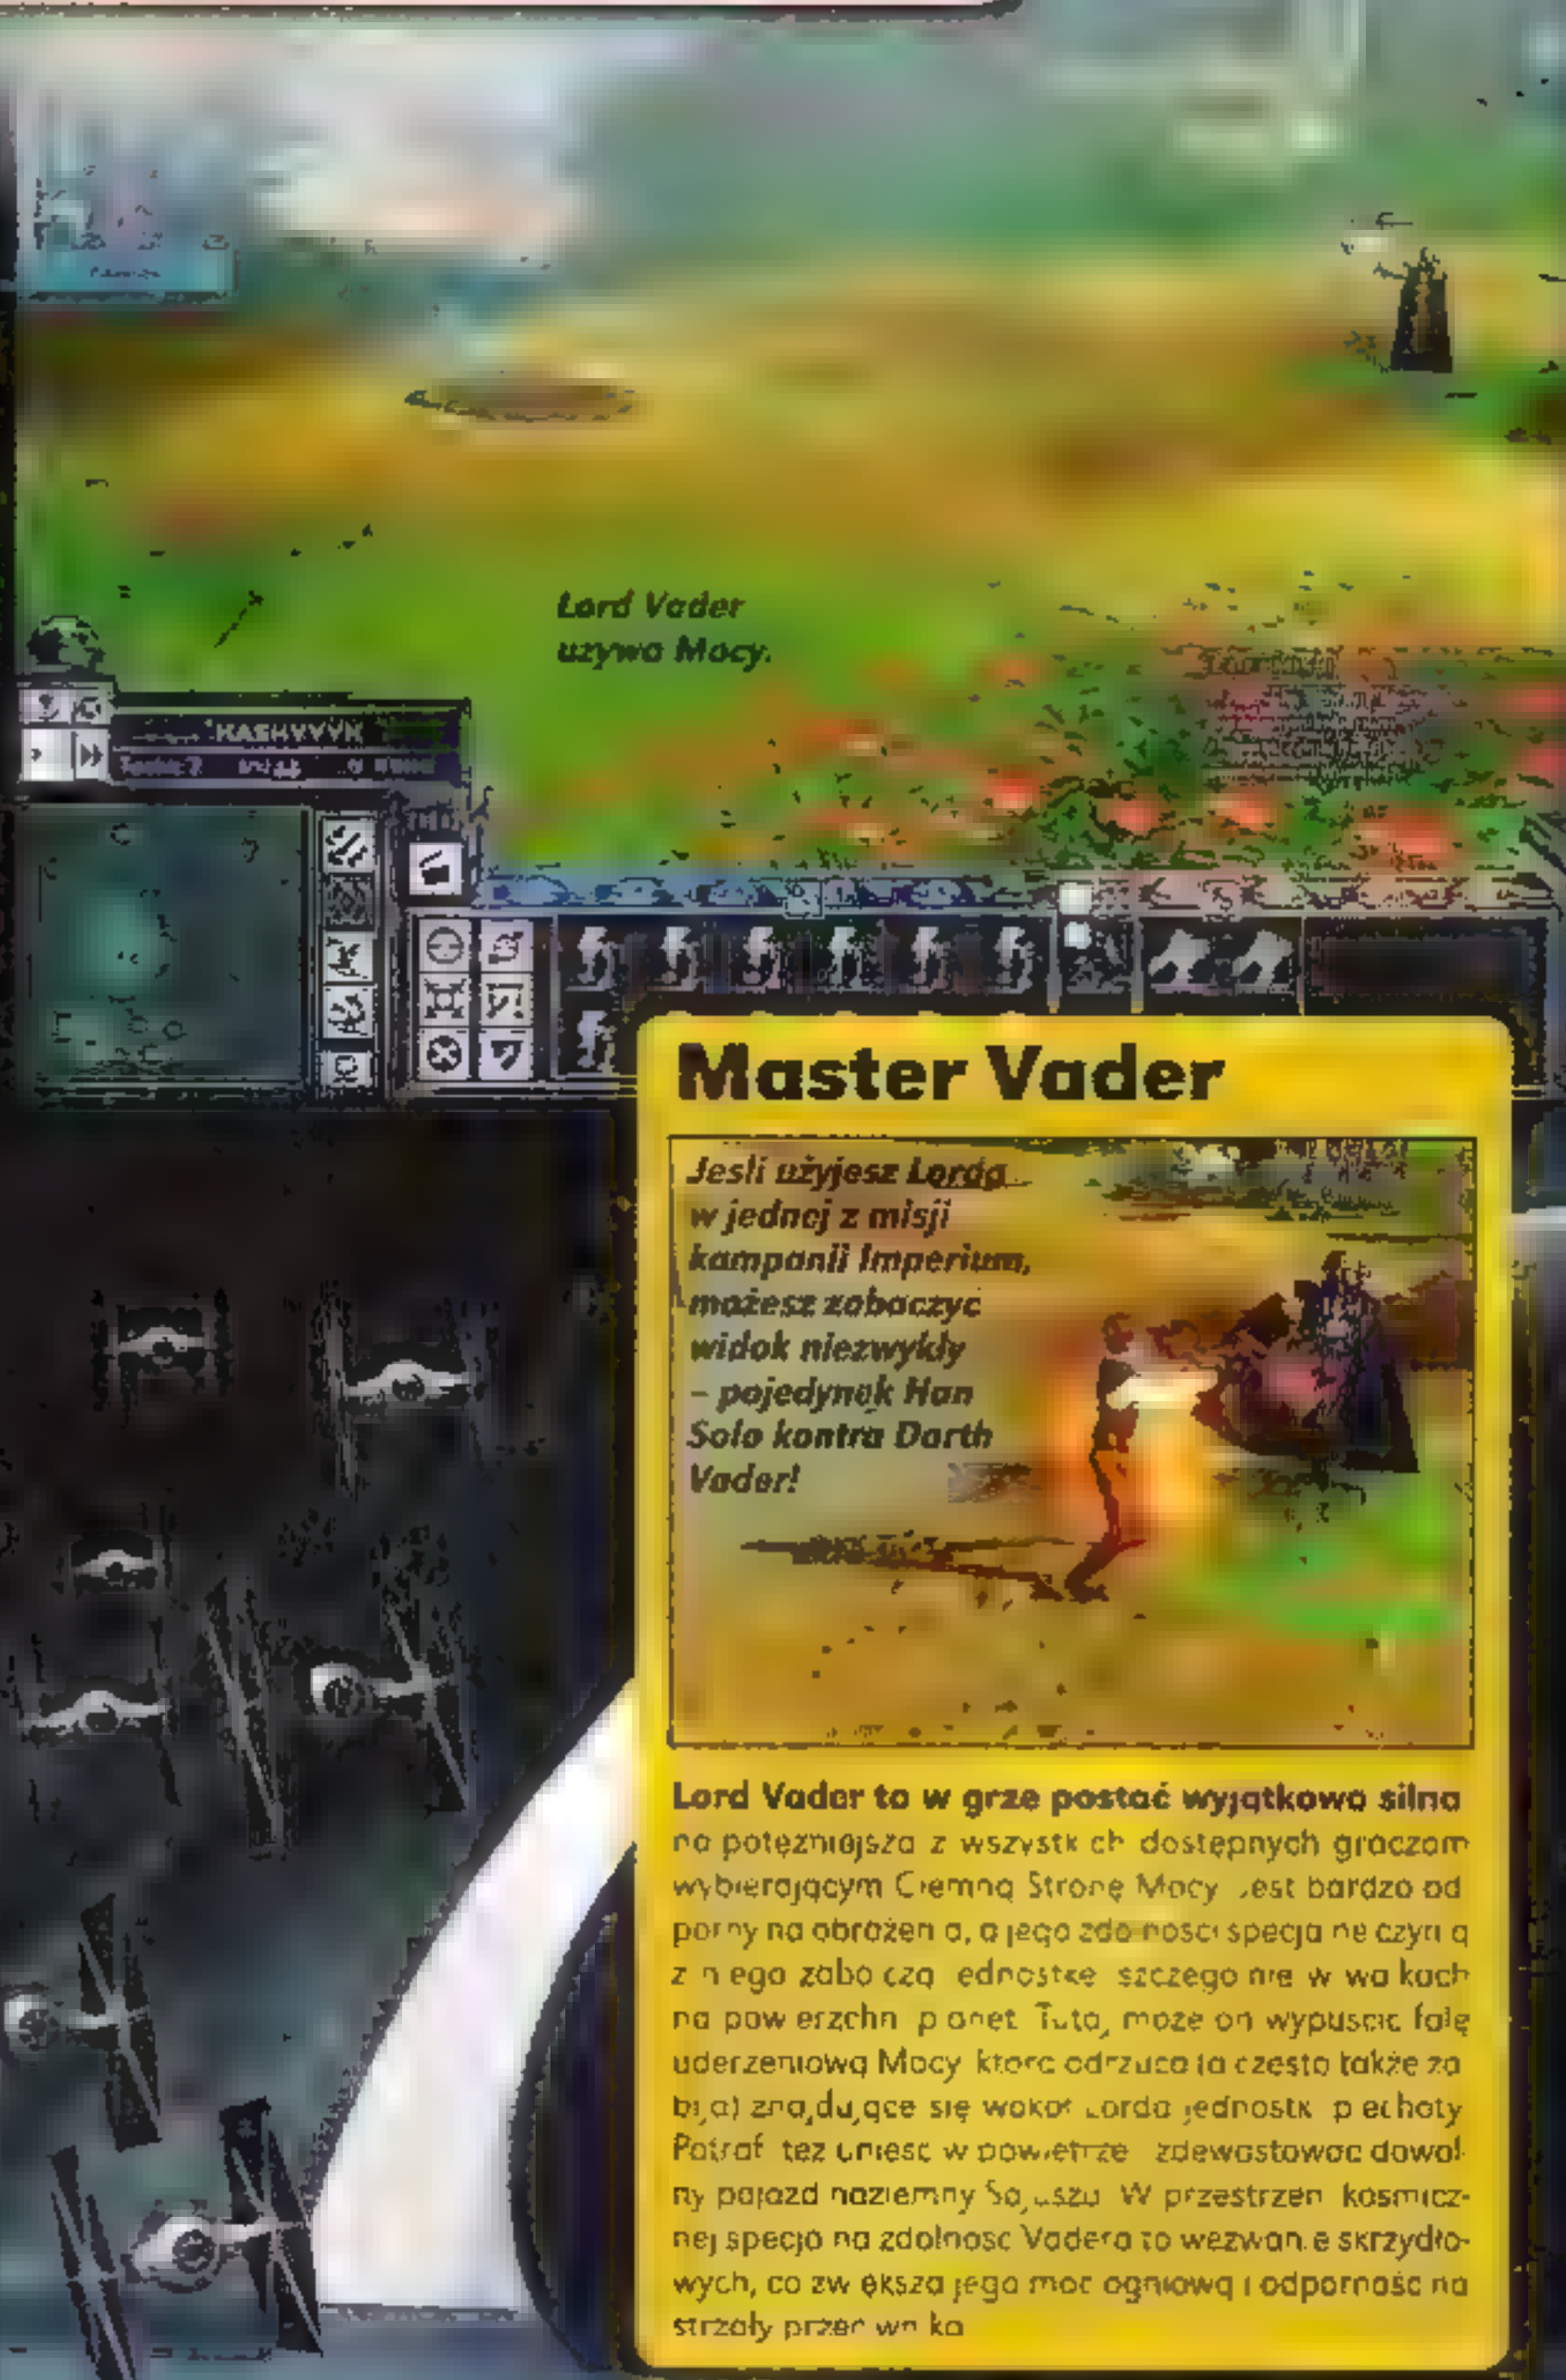 Lord Vader
używa Mocy.
KASHYYYK
Master Vader
Jeśli użyjesz Lorda
w jednej z misji
kampanii Imperium,
możesz zobaczyć
widok niezwykły
– pojedynek Han
Solo kontra Darth
Vader!
Lord Vader to w grze postać wyjątkowo silna
na potężniejsza z wszystkich dostępnych graczom
wybierającym Ciemną Stronę Mocy Jest bardzo od
porny na obrażenia, a jego zdolności specjalne czynią
z niego zabójczą jednostkę szczególnie w walkach
na powierzchni planet Tutaj może on wypuścić falę
uderzeniową Mocy która odrzuca (a często także za
bija) znajdujące się wokół Lorda jednostki piechoty
Potrafi też unieść w powietrze i zdewastować dowol-
ny pojazd naziemny Sojuszu W przestrzeni kosmicz-
nej specjalna zdolność Vadera to wezwanie skrzydło-
wych, co zwiększa jego moc ogniową i odporność na
strzały przeciwnika